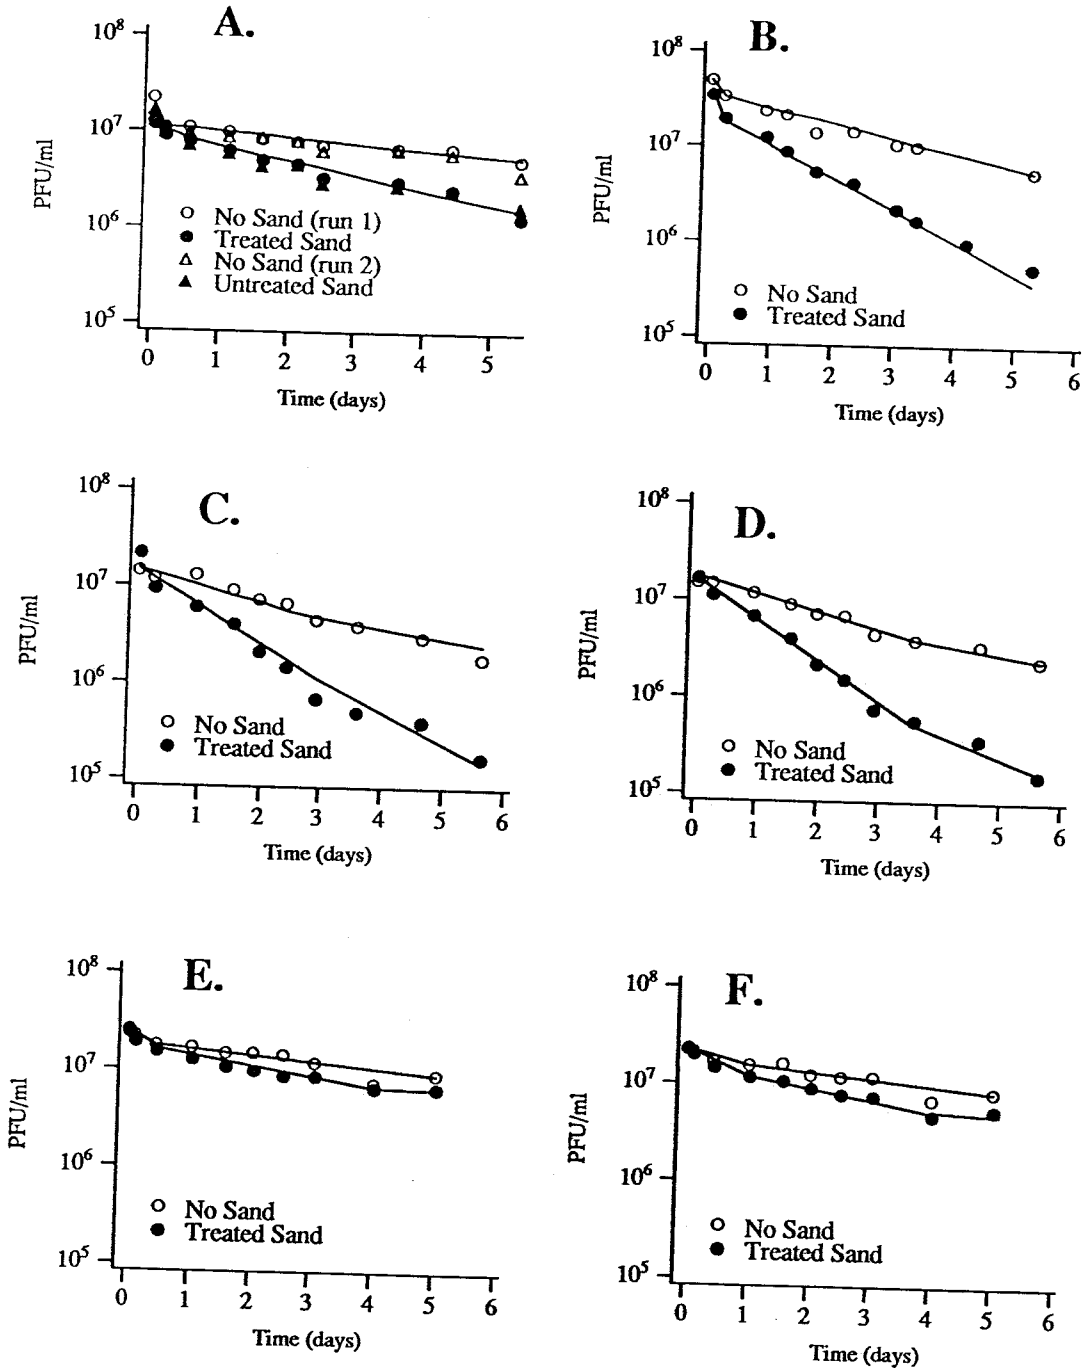 A.
10⁸
10⁷
10⁶
10⁵
PFU/ml
No Sand (run 1)
Treated Sand
No Sand (run 2)
Untreated Sand
0 1 2 3 4 5
Time (days)
B.
10⁸
10⁷
10⁶
10⁵
PFU/ml
No Sand
Treated Sand
0 1 2 3 4 5 6
Time (days)
C.
10⁸
10⁷
10⁶
10⁵
PFU/ml
No Sand
Treated Sand
0 1 2 3 4 5 6
Time (days)
D.
10⁸
10⁷
10⁶
10⁵
PFU/ml
No Sand
Treated Sand
0 1 2 3 4 5 6
Time (days)
E.
10⁸
10⁷
10⁶
10⁵
PFU/ml
No Sand
Treated Sand
0 1 2 3 4 5 6
Time (days)
F.
10⁸
10⁷
10⁶
10⁵
PFU/ml
No Sand
Treated Sand
0 1 2 3 4 5 6
Time (days)